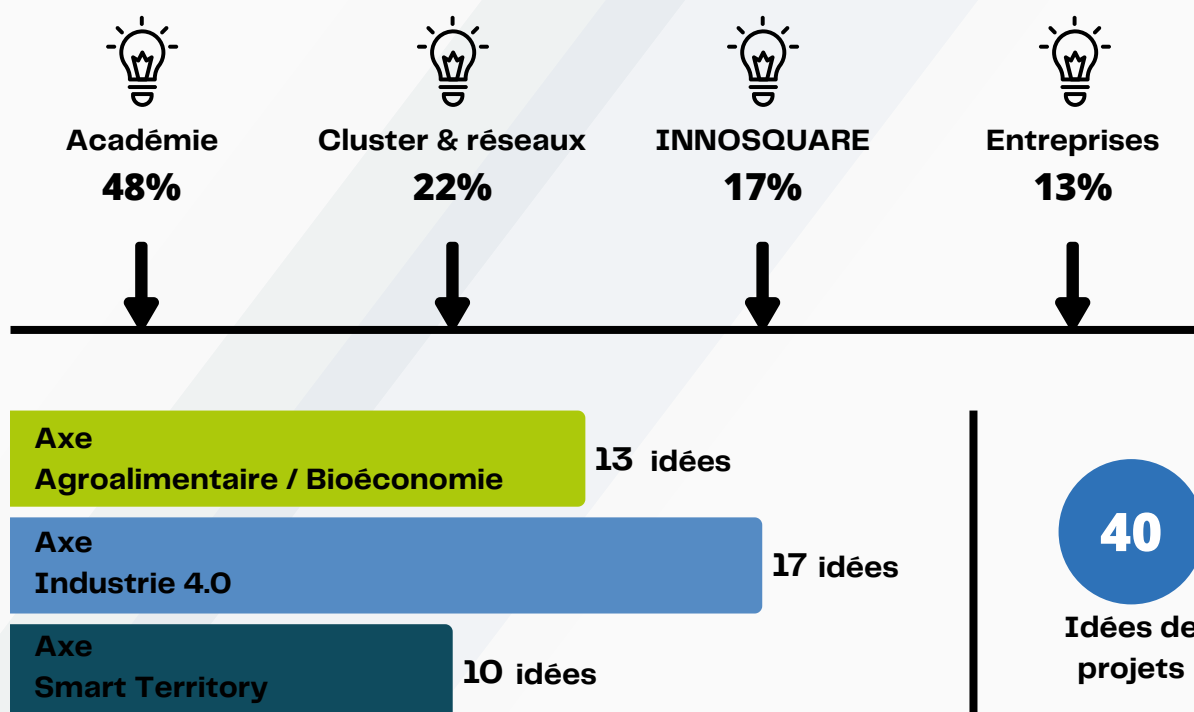 Académie
48%
Cluster & réseaux
22%
INNOSQUARE
17%
Entreprises
13%
Axe
Agroalimentaire / Bioéconomie
13 idées
Axe
Industrie 4.0
17 idées
Axe
Smart Territory
10 idées
40
Idées de
projets